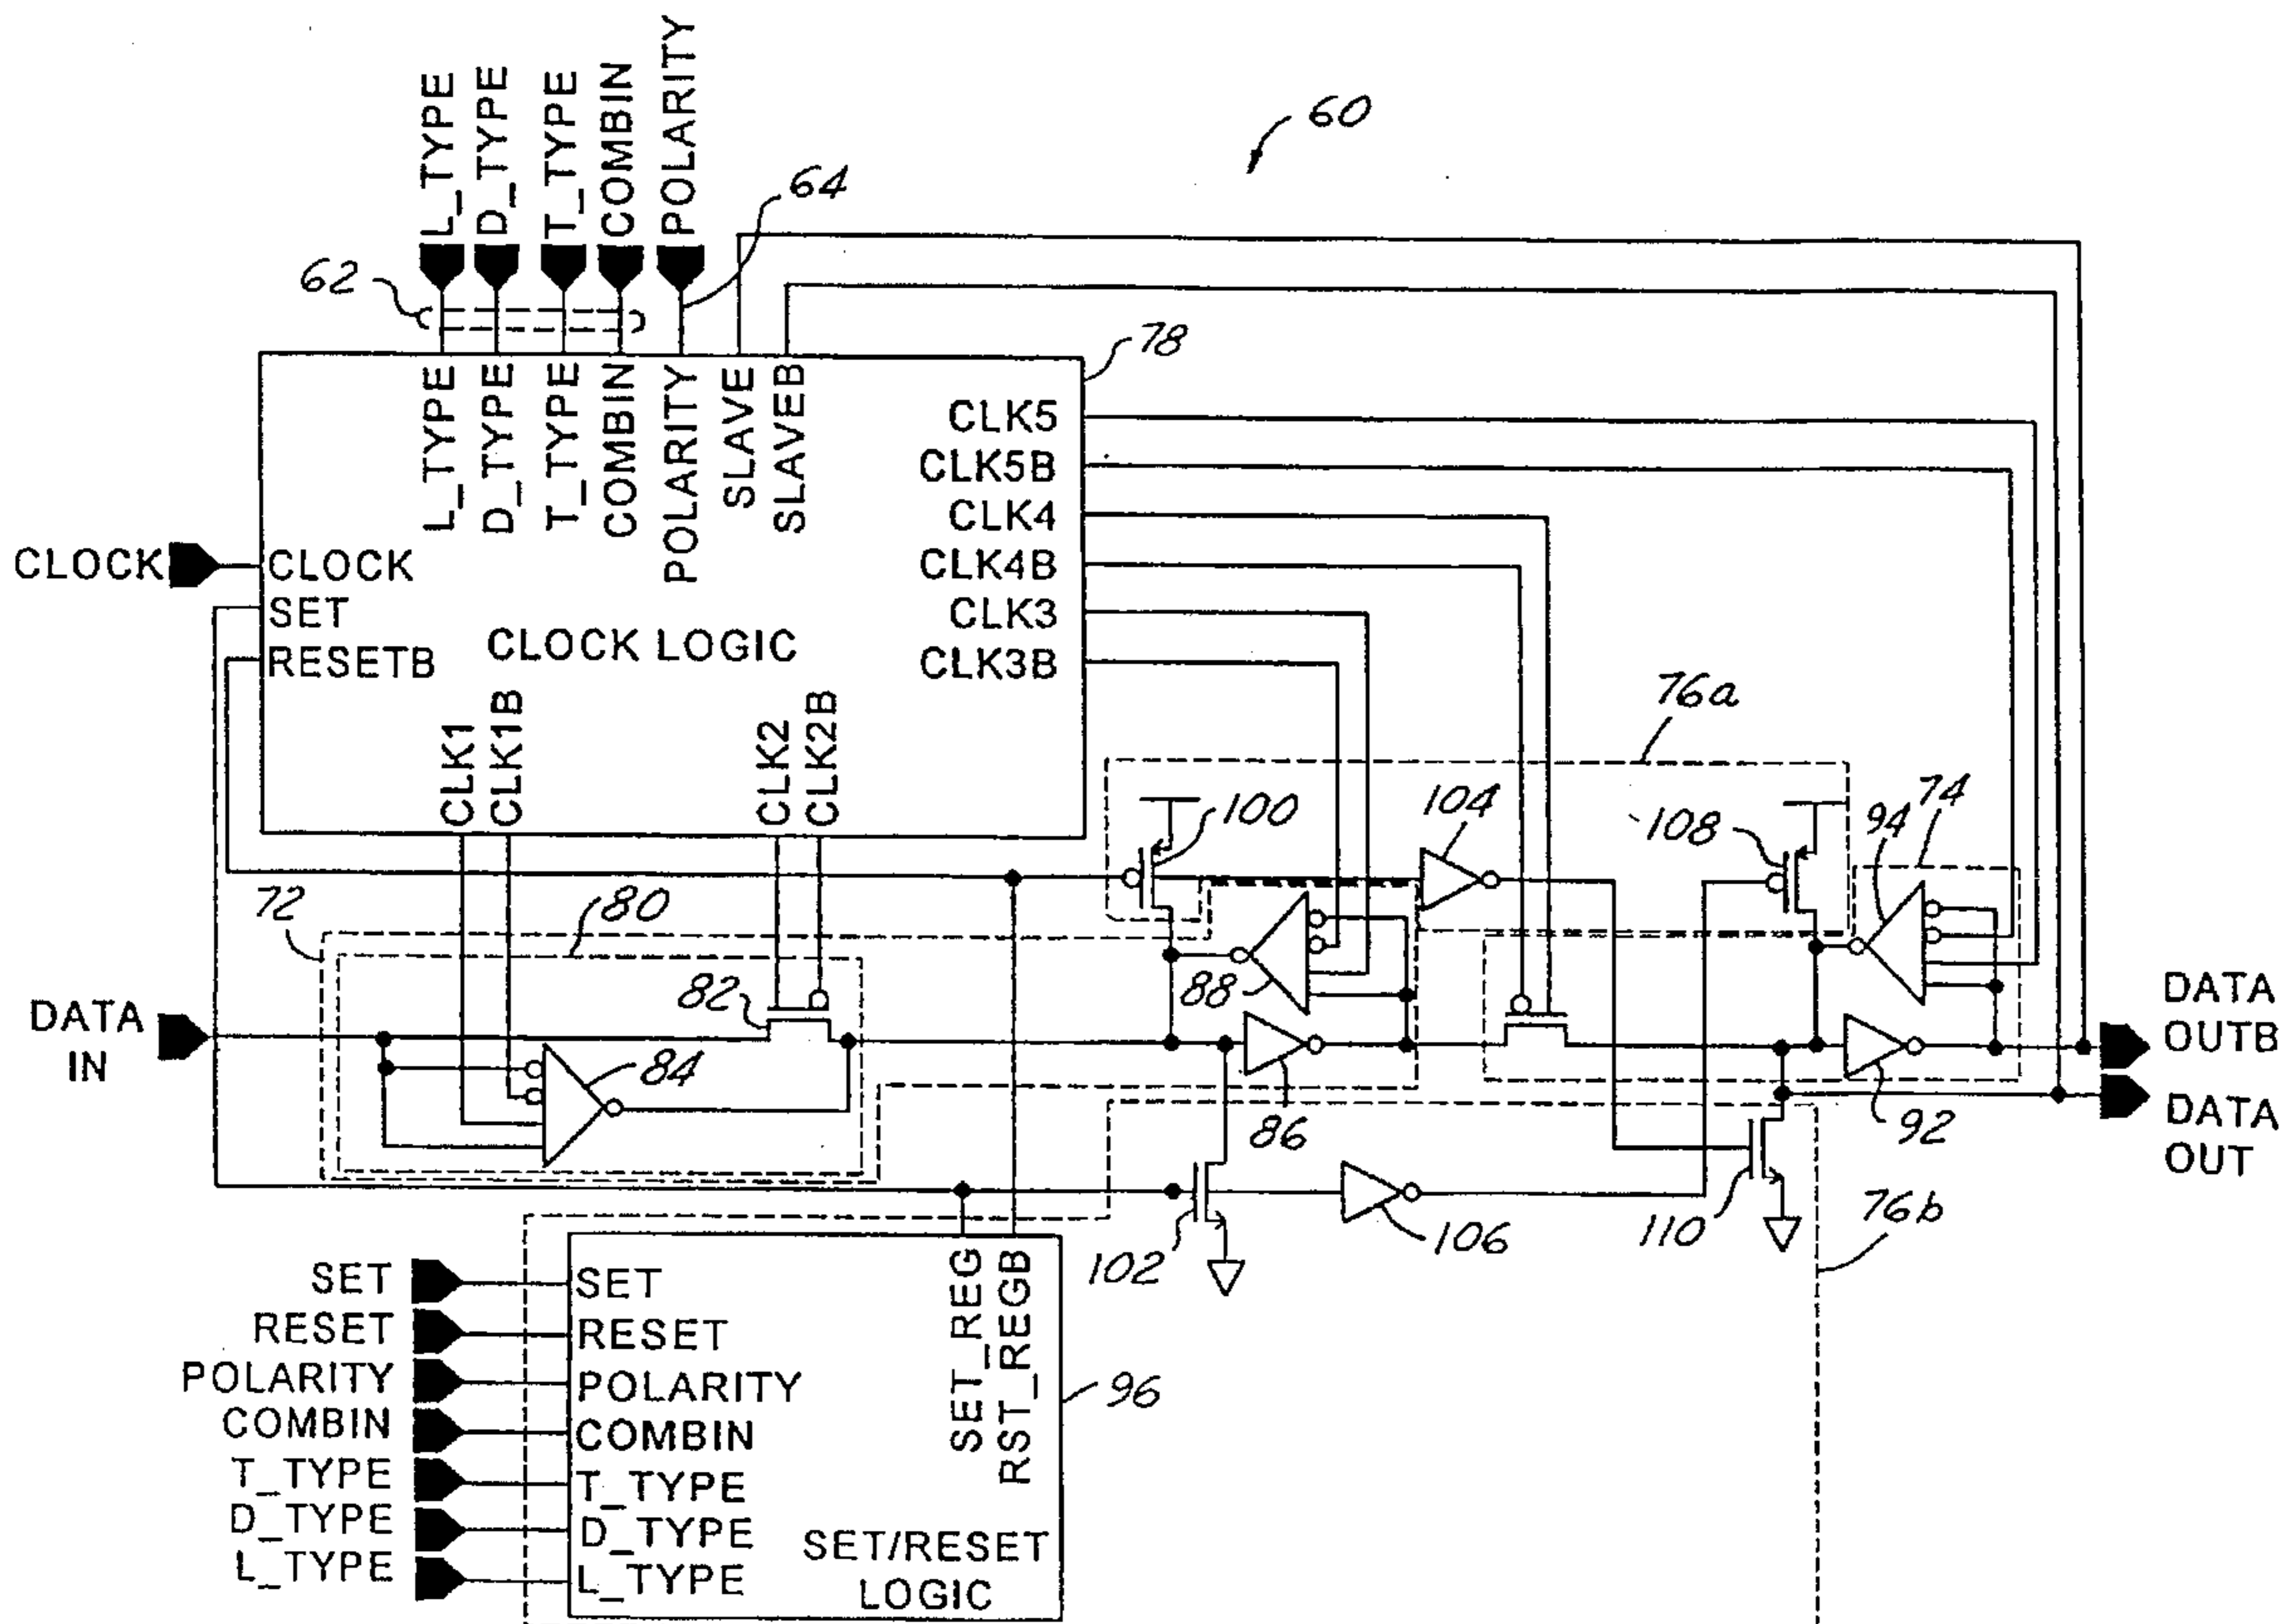 L_TYPE
D_TYPE
T_TYPE
COMBIN
POLARITY
60
64
62
78
L_TYPE
D_TYPE
T_TYPE
COMBIN
POLARITY
SLAVE
SLAVEB
CLK5
CLK5B
CLK4
CLK4B
CLK3
CLK3B
CLOCK
CLOCK
SET
RESETB
CLOCK LOGIC
CLK1
CLK1B
CLK2
CLK2B
76a
100
104
108
94
74
72
80
82
84
88
86
92
DATA
IN
DATA
OUTB
DATA
OUT
102
106
110
76b
SET
RESET
POLARITY
COMBIN
T_TYPE
D_TYPE
L_TYPE
SET
RESET
POLARITY
COMBIN
T_TYPE
D_TYPE
L_TYPE
SET_REG
RST_REGB
96
SET/RESET
LOGIC